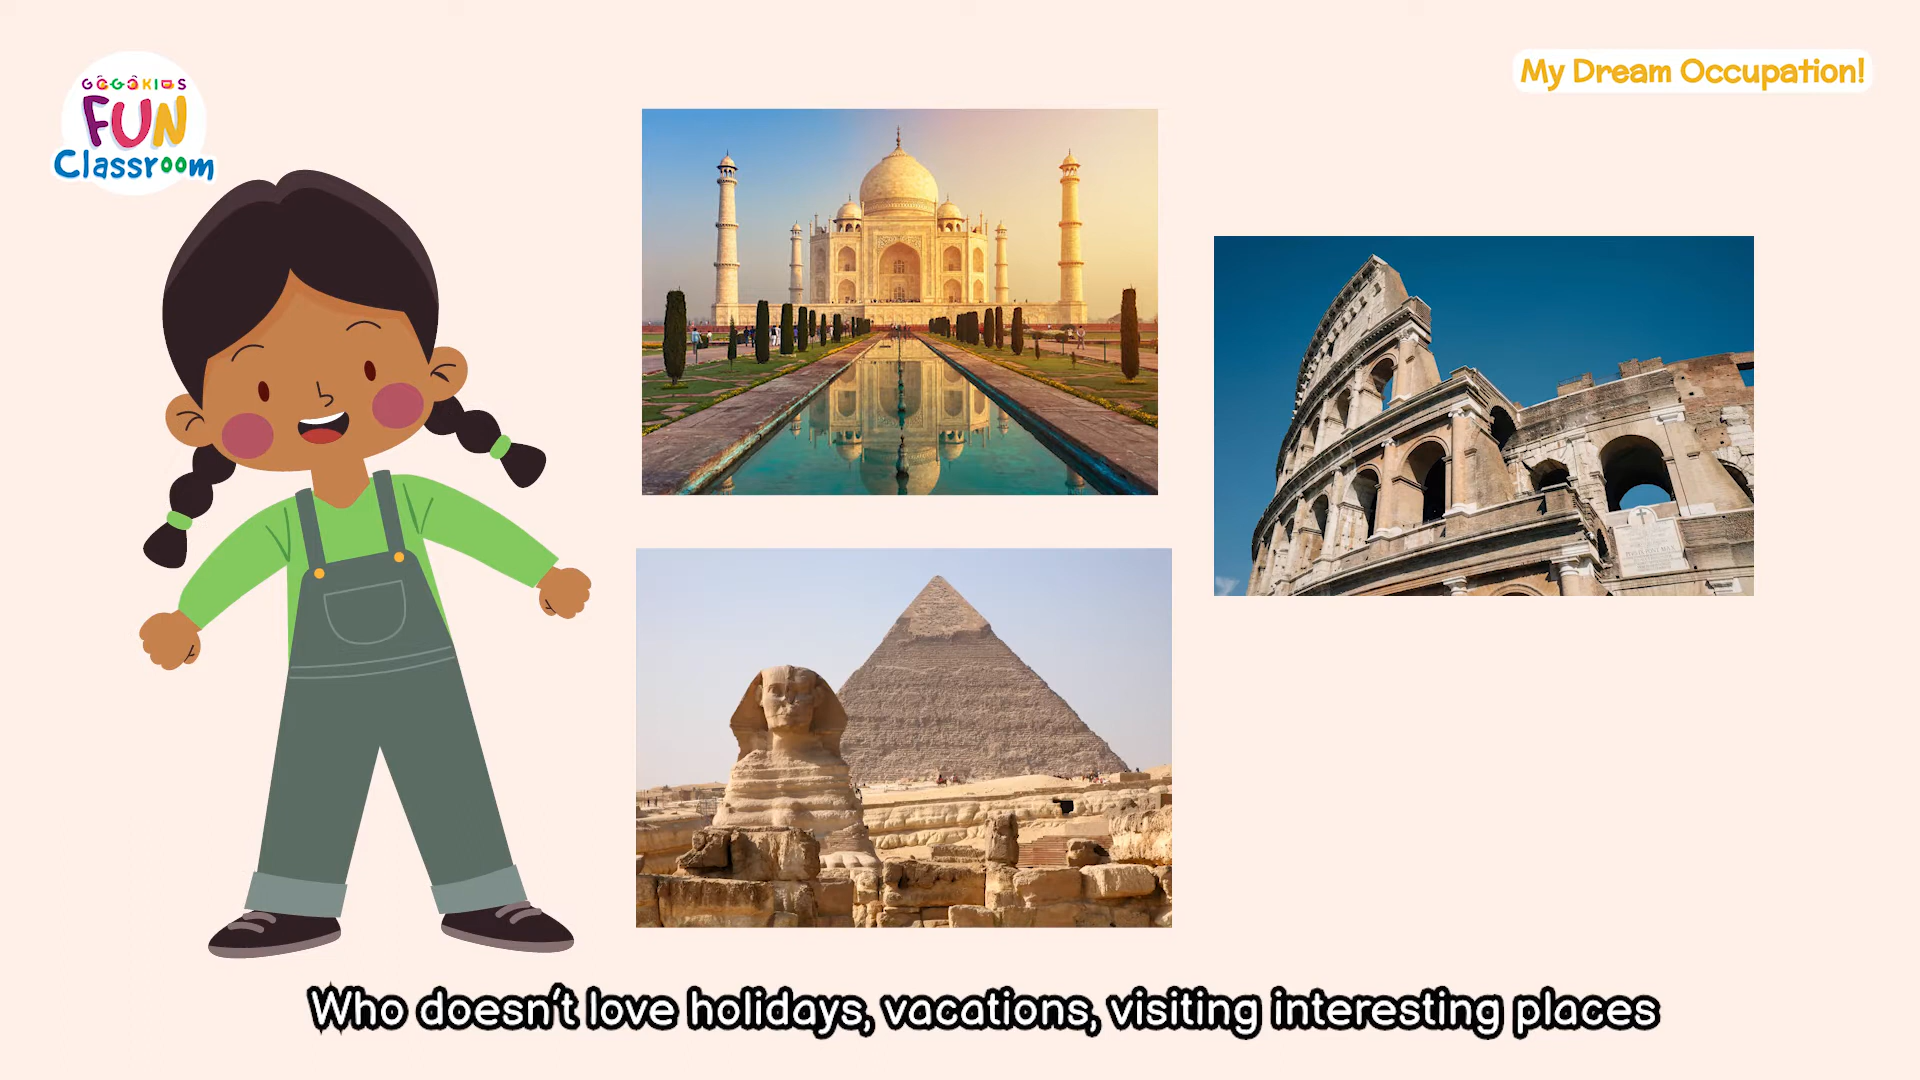 GOGOKIDS
FUN
Classroom
My Dream Occupation!
Who doesn't love holidays, vacations, visiting interesting places